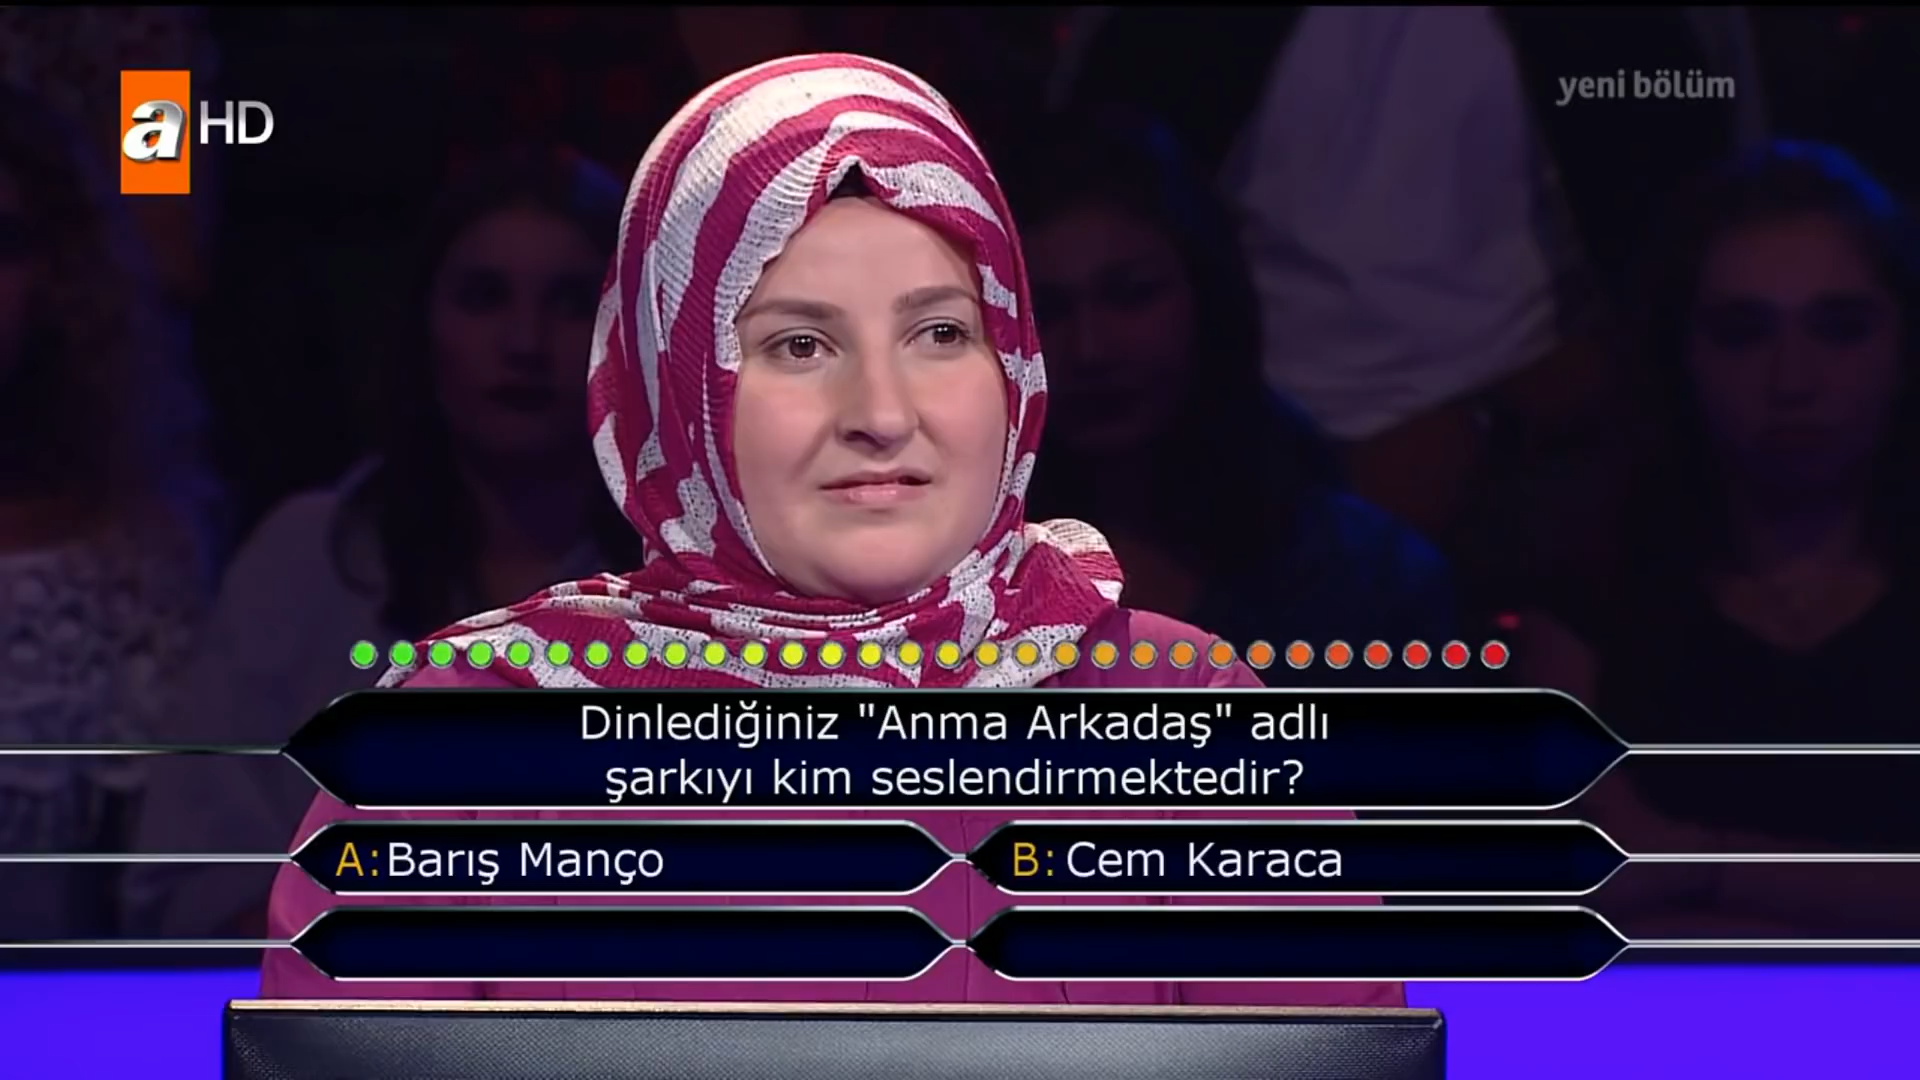 a HD
yeni bölüm
Dinlediğiniz "Anma Arkadaş" adlı
şarkıyı kim seslendirmektedir?
A: Barış Manço
B: Cem Karaca